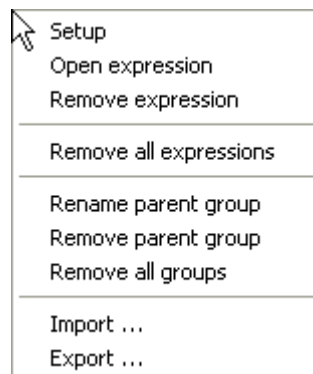 Setup
Open expression
Remove expression
Remove all expressions
Rename parent group
Remove parent group
Remove all groups
Import ...
Export ...